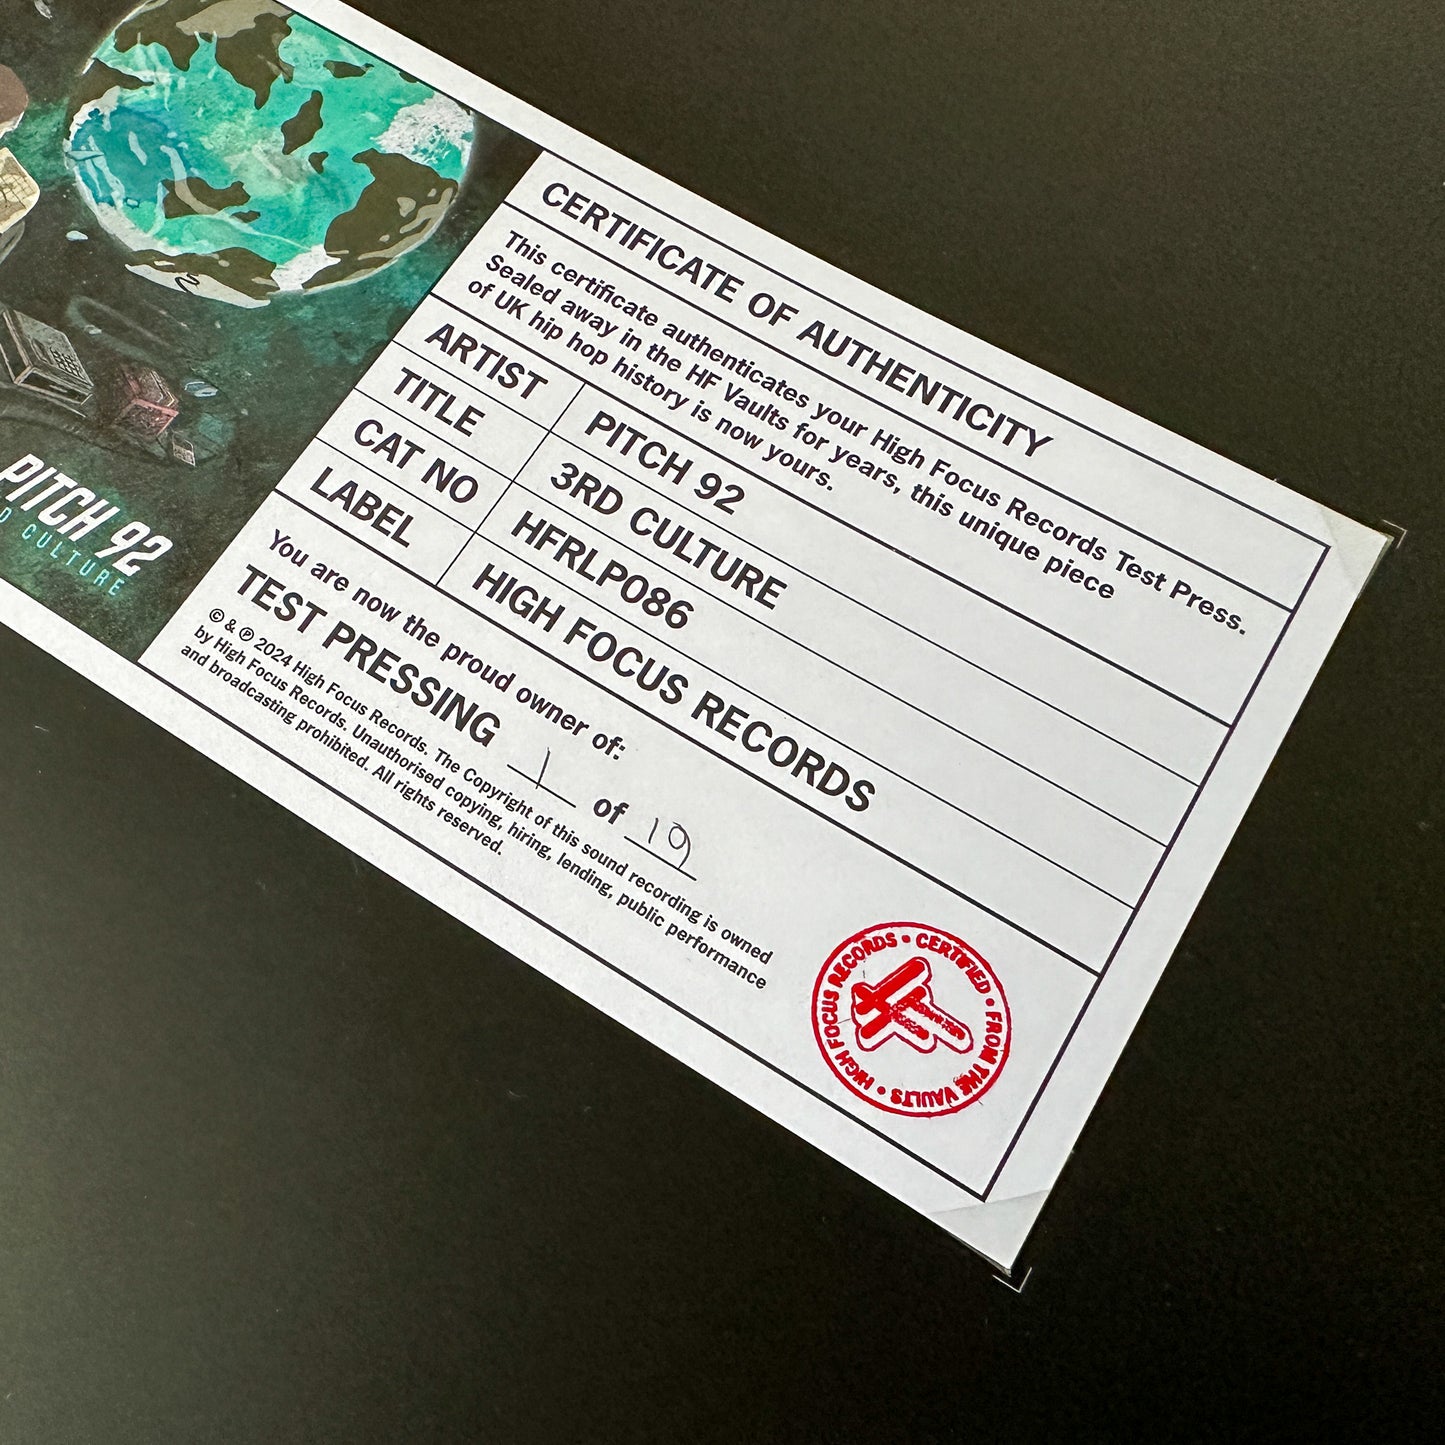 PITCH 92
D CULTURE
CERTIFICATE OF AUTHENTICITY
This certificate authenticates your High Focus Records Test Press.
Sealed away in the HF Vaults for years, this unique piece
of UK hip hop history is now yours.
ARTIST PITCH 92
TITLE 3RD CULTURE
CAT NO HFRLP086
LABEL HIGH FOCUS RECORDS
You are now the proud owner of:
TEST PRESSING 1 of 19
© & ℗ 2024 High Focus Records. The Copyright of this sound recording is owned
by High Focus Records. Unauthorised copying, hiring, lending, public performance
and broadcasting prohibited. All rights reserved.
HIGH FOCUS RECORDS • CERTIFIED • FROM THE VAULTS •